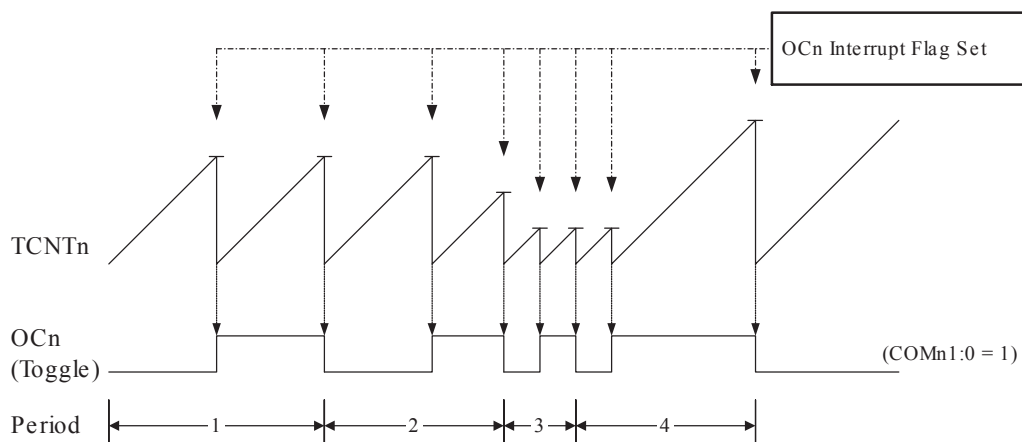 OCn Interrupt Flag Set
TCNTn
OCn
(Toggle)
(COMn1:0 = 1)
Period
1
2
3
4